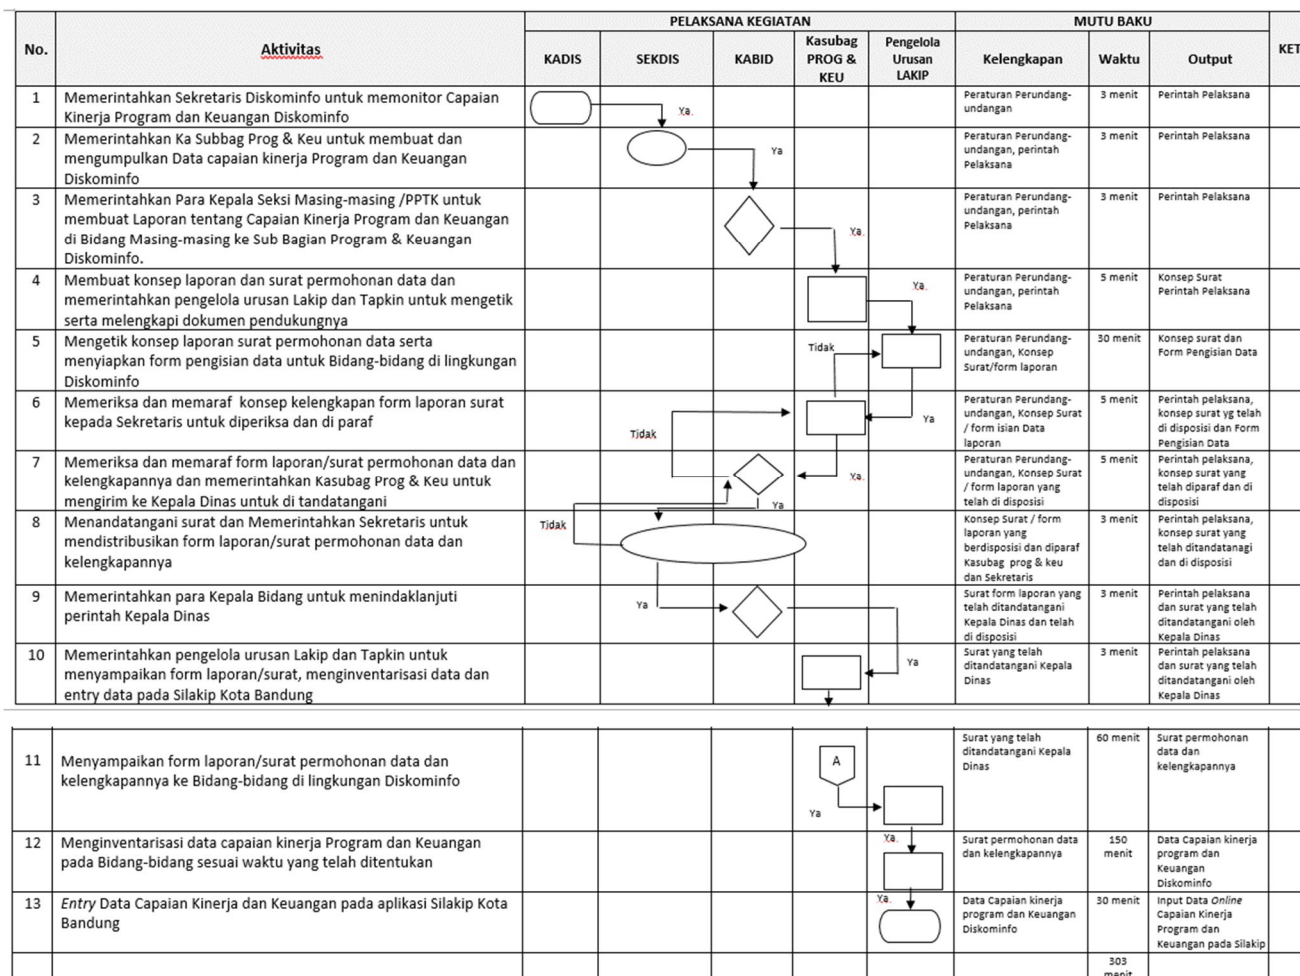 No.
Aktivitas
PELAKSANA KEGIATAN
MUTU BAKU
KET
KADIS
SEKDIS
KABID
Kasubag
PROG &
KEU
Pengelola
Urusan
LAKIP
Kelengkapan
Waktu
Output
1
Memerintahkan Sekretaris Diskominfo untuk memonitor Capaian
Kinerja Program dan Keuangan Diskominfo
Ya.
Peraturan Perundang-
undangan
3 menit
Perintah Pelaksana
2
Memerintahkan Ka Subbag Prog & Keu untuk membuat dan
mengumpulkan Data capaian kinerja Program dan Keuangan
Diskominfo
Ya
Peraturan Perundang-
undangan, perintah
Pelaksana
3 menit
Perintah Pelaksana
3
Memerintahkan Para Kepala Seksi Masing-masing /PPTK untuk
membuat Laporan tentang Capaian Kinerja Program dan Keuangan
di Bidang Masing-masing ke Sub Bagian Program & Keuangan
Diskominfo.
Ya.
Peraturan Perundang-
undangan, perintah
Pelaksana
3 menit
Perintah Pelaksana
4
Membuat konsep laporan dan surat permohonan data dan
memerintahkan pengelola urusan Lakip dan Tapkin untuk mengetik
serta melengkapi dokumen pendukungnya
Ya.
Peraturan Perundang-
undangan, perintah
Pelaksana
5 menit
Konsep Surat
Perintah Pelaksana
5
Mengetik konsep laporan surat permohonan data serta
menyiapkan form pengisian data untuk Bidang-bidang di lingkungan
Diskominfo
Tidak
Peraturan Perundang-
undangan, Konsep
Surat/form laporan
30 menit
Konsep surat dan
Form Pengisian Data
6
Memeriksa dan memaraf konsep kelengkapan form laporan surat
kepada Sekretaris untuk diperiksa dan di paraf
Tidak
Ya
Peraturan Perundang-
undangan, Konsep Surat
/ form isian Data
laporan
5 menit
Perintah pelaksana,
konsep surat yg telah
di disposisi dan Form
Pengisian Data
7
Memeriksa dan memaraf form laporan/surat permohonan data dan
kelengkapannya dan memerintahkan Kasubag Prog & Keu untuk
mengirim ke Kepala Dinas untuk di tandatangani
Ya.
Ya
Peraturan Perundang-
undangan, Konsep Surat
/ form laporan yang
telah di disposisi
5 menit
Perintah pelaksana,
konsep surat yang
telah diparaf dan di
disposisi
8
Menandatangani surat dan Memerintahkan Sekretaris untuk
mendistribusikan form laporan/surat permohonan data dan
kelengkapannya
Tidak
Konsep Surat / form
laporan yang
berdisposisi dan diparaf
Kasubag prog & keu
dan Sekretaris
3 menit
Perintah pelaksana,
konsep surat yang
telah ditandatanagi
dan di disposisi
9
Memerintahkan para Kepala Bidang untuk menindaklanjuti
perintah Kepala Dinas
Ya
Surat form laporan yang
telah ditandatangani
Kepala Dinas dan telah
di disposisi
3 menit
Perintah pelaksana
dan surat yang telah
ditandatangani oleh
Kepala Dinas
10
Memerintahkan pengelola urusan Lakip dan Tapkin untuk
menyampaikan form laporan/surat, menginventarisasi data dan
entry data pada Silakip Kota Bandung
Ya
Surat yang telah
ditandatangani Kepala
Dinas
3 menit
Perintah pelaksana
dan surat yang telah
ditandatangani oleh
Kepala Dinas
11
Menyampaikan form laporan/surat permohonan data dan
kelengkapannya ke Bidang-bidang di lingkungan Diskominfo
A
Ya
Surat yang telah
ditandatangani Kepala
Dinas
60 menit
Surat permohonan
data dan
kelengkapannya
12
Menginventarisasi data capaian kinerja Program dan Keuangan
pada Bidang-bidang sesuai waktu yang telah ditentukan
Ya.
Surat permohonan data
dan kelengkapannya
150
menit
Data Capaian kinerja
program dan
Keuangan
Diskominfo
13
Entry Data Capaian Kinerja dan Keuangan pada aplikasi Silakip Kota
Bandung
Ya.
Data Capaian kinerja
program dan Keuangan
Diskominfo
30 menit
Input Data Online
Capaian Kinerja
Program dan
Keuangan pada Silakip
303
menit